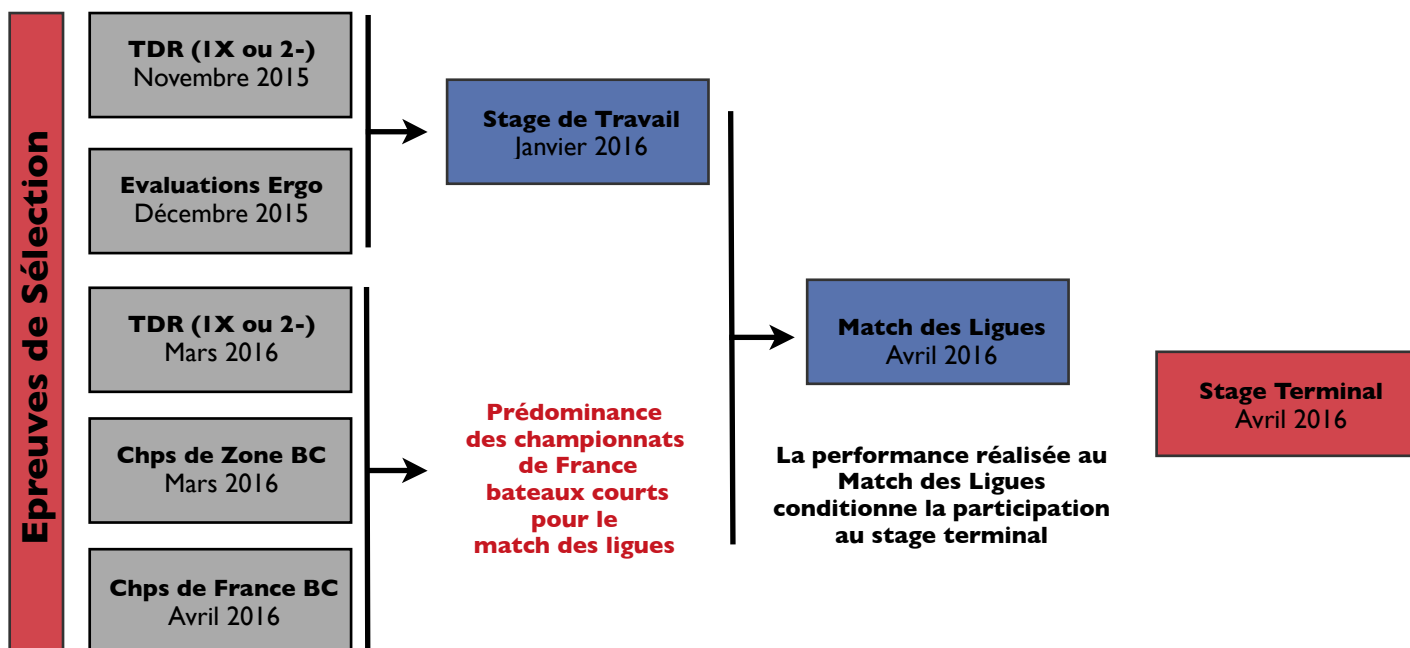 Epreuves de Sélection
TDR (1X ou 2-)
Novembre 2015
Evaluations Ergo
Décembre 2015
TDR (1X ou 2-)
Mars 2016
Chps de Zone BC
Mars 2016
Chps de France BC
Avril 2016
Stage de Travail
Janvier 2016
Prédominance
des championnats
de France
bateaux courts
pour le
match des ligues
Match des Ligues
Avril 2016
La performance réalisée au
Match des Ligues
conditionne la participation
au stage terminal
Stage Terminal
Avril 2016